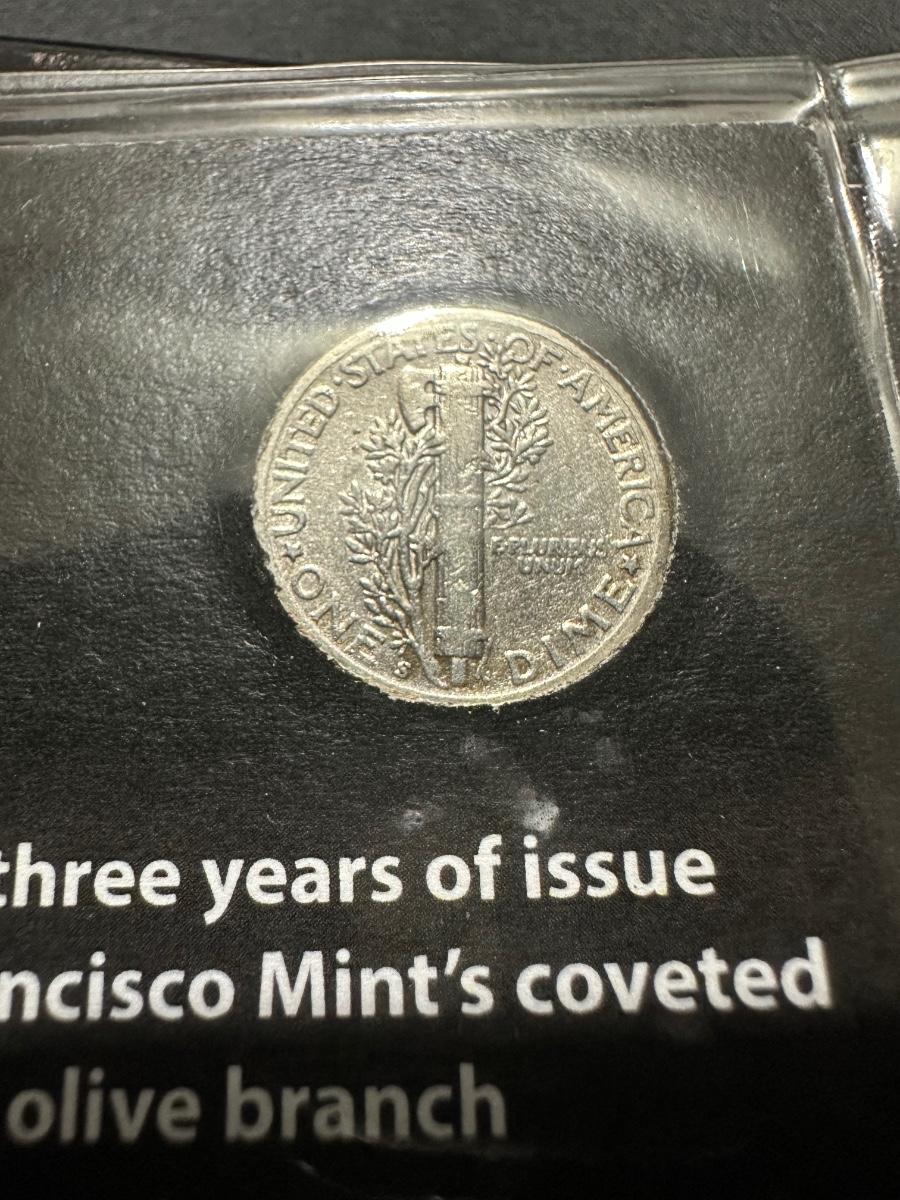 UNITED·STATES·OF·AMERICA
E·PLURIBUS
UNUM
★ONE DIME★
S
three years of issue
ncisco Mint's coveted
olive branch